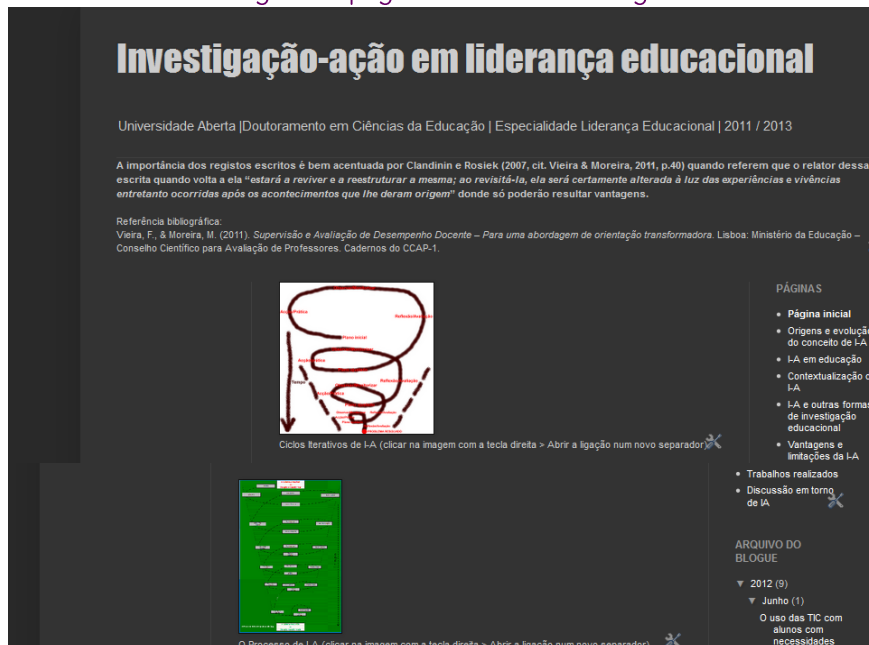 Investigação-ação em liderança educacional
Universidade Aberta |Doutoramento em Ciências da Educação | Especialidade Liderança Educacional | 2011 / 2013
A importância dos registos escritos é bem acentuada por Clandinin e Rosiek (2007, cit. Vieira & Moreira, 2011, p.40) quando referem que o relator dessa
escrita quando volta a ela “estará a reviver e a reestruturar a mesma; ao revisitá-la, ela será certamente alterada à luz das experiências e vivências
entretanto ocorridas após os acontecimentos que lhe deram origem” donde só poderão resultar vantagens.
Referência bibliográfica:
Vieira, F., & Moreira, M. (2011). Supervisão e Avaliação de Desempenho Docente – Para uma abordagem de orientação transformadora. Lisboa: Ministério da Educação –
Conselho Científico para Avaliação de Professores. Cadernos do CCAP-1.
Plano inicial
Tempo
Ciclos Iterativos de I-A (clicar na imagem com a tecla direita > Abrir a ligação num novo separador)
PÁGINAS
Página inicial
Origens e evolução
do conceito de I-A
I-A em educação
Contextualização
I-A
I-A e outras formas
de investigação
educacional
Vantagens e
limitações da I-A
Trabalhos realizados
Discussão em torno
de IA
ARQUIVO DO
BLOGUE
▼ 2012 (9)
▼ Junho (1)
O uso das TIC com
alunos com
necessidades
O Processo de I-A (clicar na imagem com a tecla direita > Abrir a ligação num novo separador)